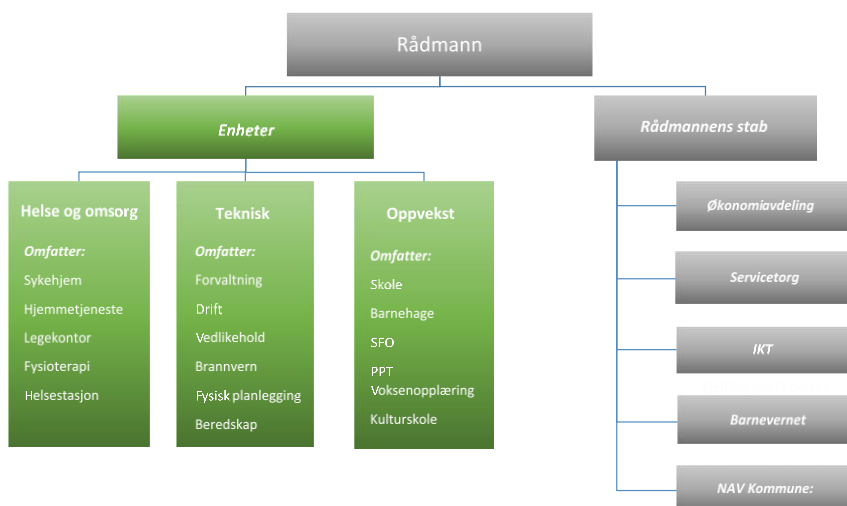 Rådmann
Enheter
Rådmannens stab
Helse og omsorg
Omfatter:
Sykehjem
Hjemmetjeneste
Legekontor
Fysioterapi
Helsestasjon
Teknisk
Omfatter:
Forvaltning
Drift
Vedlikehold
Brannvern
Fysisk planlegging
Beredskap
Oppvekst
Omfatter:
Skole
Barnehage
SFO
PPT
Voksenopplæring
Kulturskole
Økonomiavdeling
Servicetorg
IKT
Barnevernet
NAV Kommune: